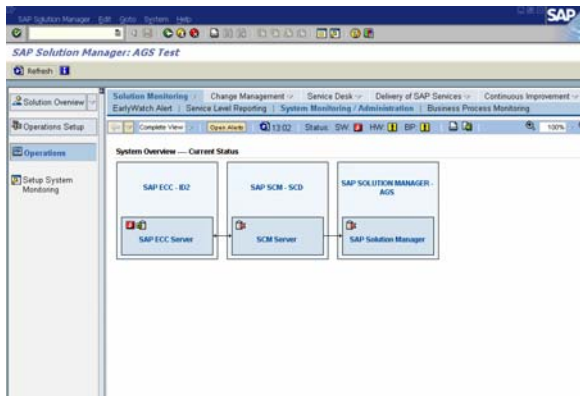 SAP Solution Manager Edit Goto System Help
SAP
SAP Solution Manager: AGS Test
Refresh
Solution Overview
Solution Monitoring Change Management Service Desk Delivery of SAP Services Continuous Improvement
EarlyWatch Alert | Service Level Reporting | System Monitoring / Administration | Business Process Monitoring
Operations Setup
Complete View Open Alerts 13:02 Status: SW: HW: BP: 100%
Operations
System Overview --- Current Status
Setup System
Monitoring
SAP ECC - ID2
SAP SCM - SCD
SAP SOLUTION MANAGER -
AGS
SAP ECC Server
SCM Server
SAP Solution Manager